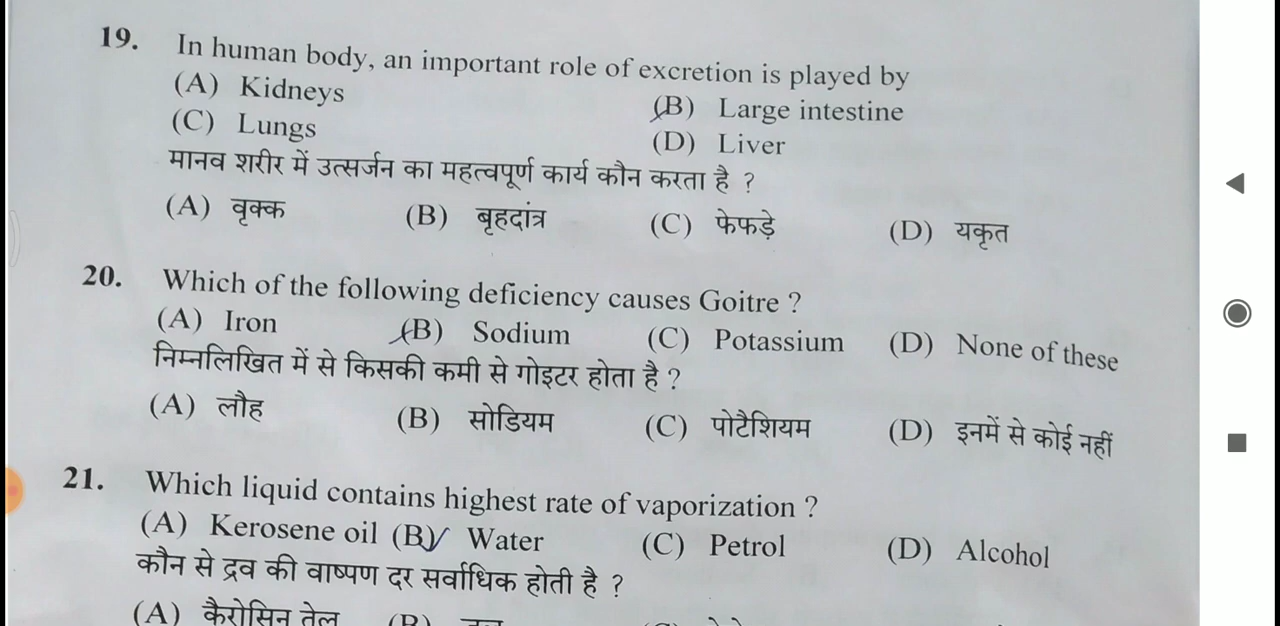 19. In human body, an important role of excretion is played by
(A) Kidneys (B) Large intestine
(C) Lungs (D) Liver
मानव शरीर में उत्सर्जन का महत्वपूर्ण कार्य कौन करता है ?
(A) वृक्क (B) बृहदांत्र (C) फेफड़े (D) यकृत
20. Which of the following deficiency causes Goitre ?
(A) Iron (B) Sodium (C) Potassium (D) None of these
निम्नलिखित में से किसकी कमी से गोइटर होता है ?
(A) लौह (B) सोडियम (C) पोटैशियम (D) इनमें से कोई नहीं
21. Which liquid contains highest rate of vaporization ?
(A) Kerosene oil (B) Water (C) Petrol (D) Alcohol
कौन से द्रव की वाष्पण दर सर्वाधिक होती है ?
(A) कैरोसिन तेल (B) जल